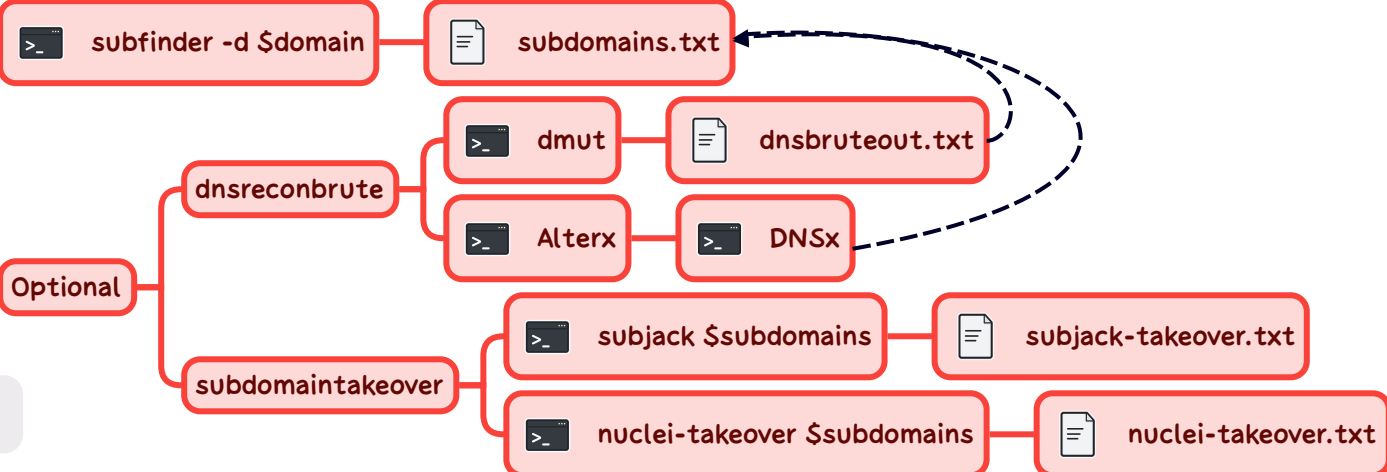 subfinder -d $domain
subdomains.txt
dmut
dnsbruteout.txt
dnsreconbrute
Alterx
DNSx
Optional
subjack $subdomains
subjack-takeover.txt
subdomaintakeover
nuclei-takeover $subdomains
nuclei-takeover.txt